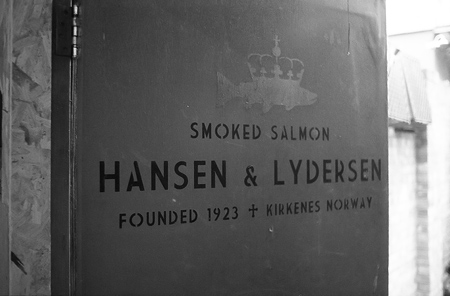 SMOKED SALMON
HANSEN & LYDERSEN
FOUNDED 1923 + KIRKENES NORWAY